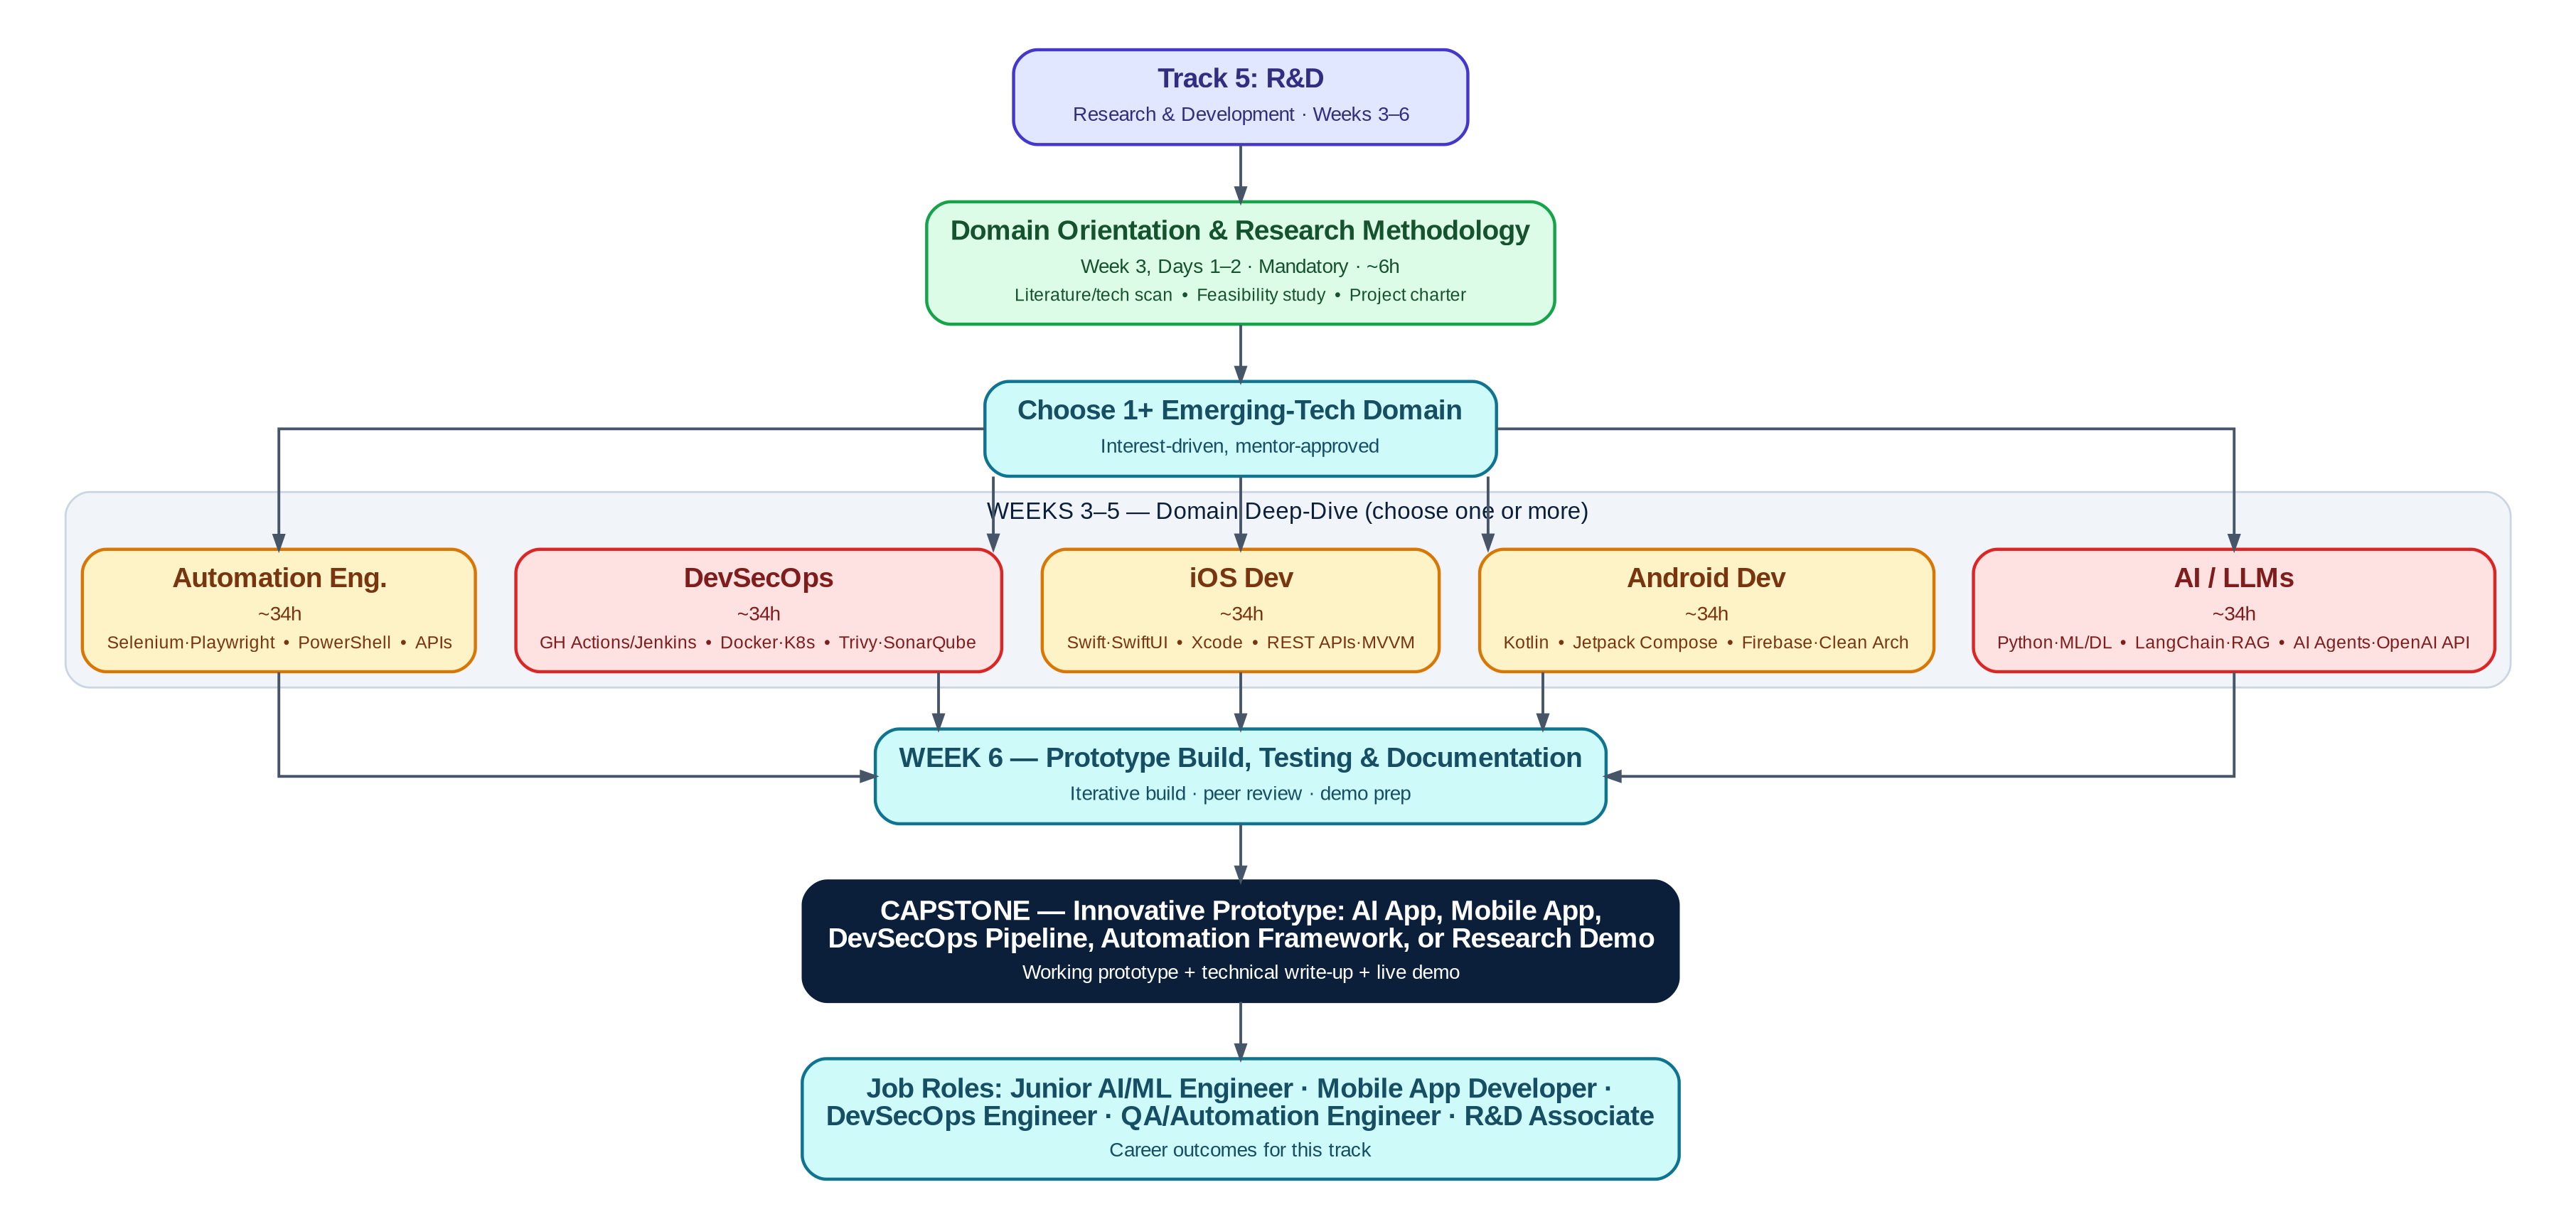 Track 5: R&D
Research & Development · Weeks 3–6
Domain Orientation & Research Methodology
Week 3, Days 1–2 · Mandatory · ~6h
Literature/tech scan • Feasibility study • Project charter
Choose 1+ Emerging-Tech Domain
Interest-driven, mentor-approved
WEEKS 3–5 — Domain Deep-Dive (choose one or more)
Automation Eng.
~34h
Selenium·Playwright • PowerShell • APIs
DevSecOps
~34h
GH Actions/Jenkins • Docker·K8s • Trivy·SonarQube
iOS Dev
~34h
Swift·SwiftUI • Xcode • REST APIs·MVVM
Android Dev
~34h
Kotlin • Jetpack Compose • Firebase·Clean Arch
AI / LLMs
~34h
Python·ML/DL • LangChain·RAG • AI Agents·OpenAI API
WEEK 6 — Prototype Build, Testing & Documentation
Iterative build · peer review · demo prep
CAPSTONE — Innovative Prototype: AI App, Mobile App,
DevSecOps Pipeline, Automation Framework, or Research Demo
Working prototype + technical write-up + live demo
Job Roles: Junior AI/ML Engineer · Mobile App Developer ·
DevSecOps Engineer · QA/Automation Engineer · R&D Associate
Career outcomes for this track